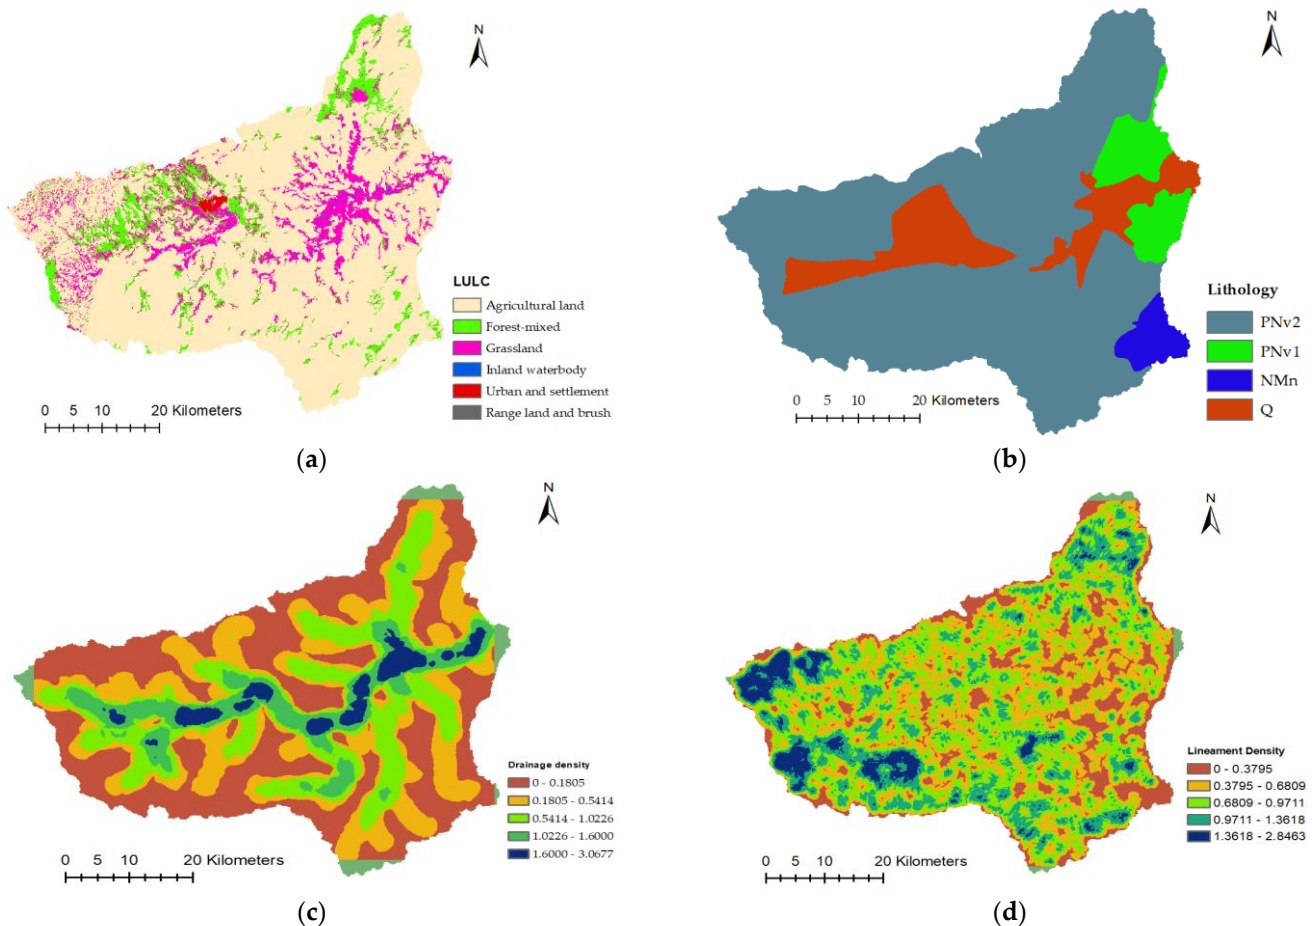 N
LULC
Agricultural land
Forest-mixed
Grassland
Inland waterbody
Urban and settlement
Range land and brush
0 5 10 20 Kilometers
(a)
N
Lithology
PNv2
PNv1
NMn
Q
0 5 10 20 Kilometers
(b)
N
Drainage density
0 - 0.1805
0.1805 - 0.5414
0.5414 - 1.0226
1.0226 - 1.6000
1.6000 - 3.0677
0 5 10 20 Kilometers
(c)
N
Lineament Density
0 - 0.3795
0.3795 - 0.6809
0.6809 - 0.9711
0.9711 - 1.3618
1.3618 - 2.8463
0 5 10 20 Kilometers
(d)